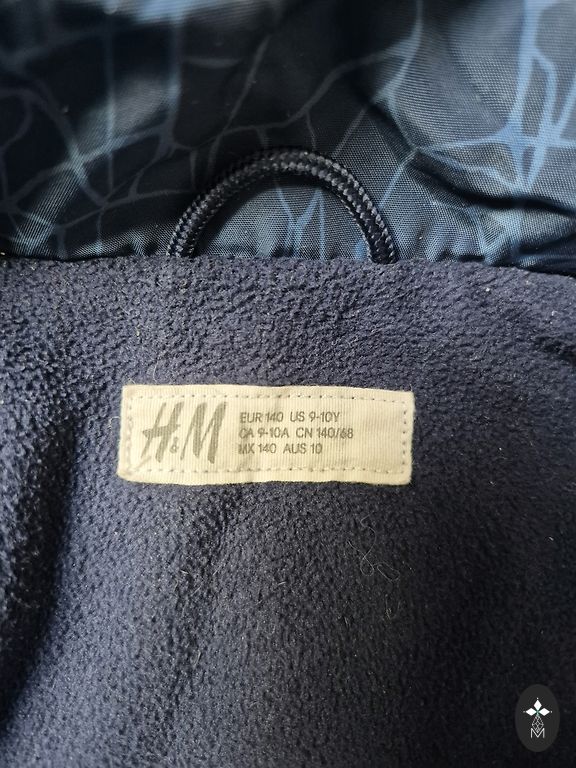 H&M
EUR 140 US 9-10Y
CA 9-10A CN 140/68
MX 140 AUS 10
M